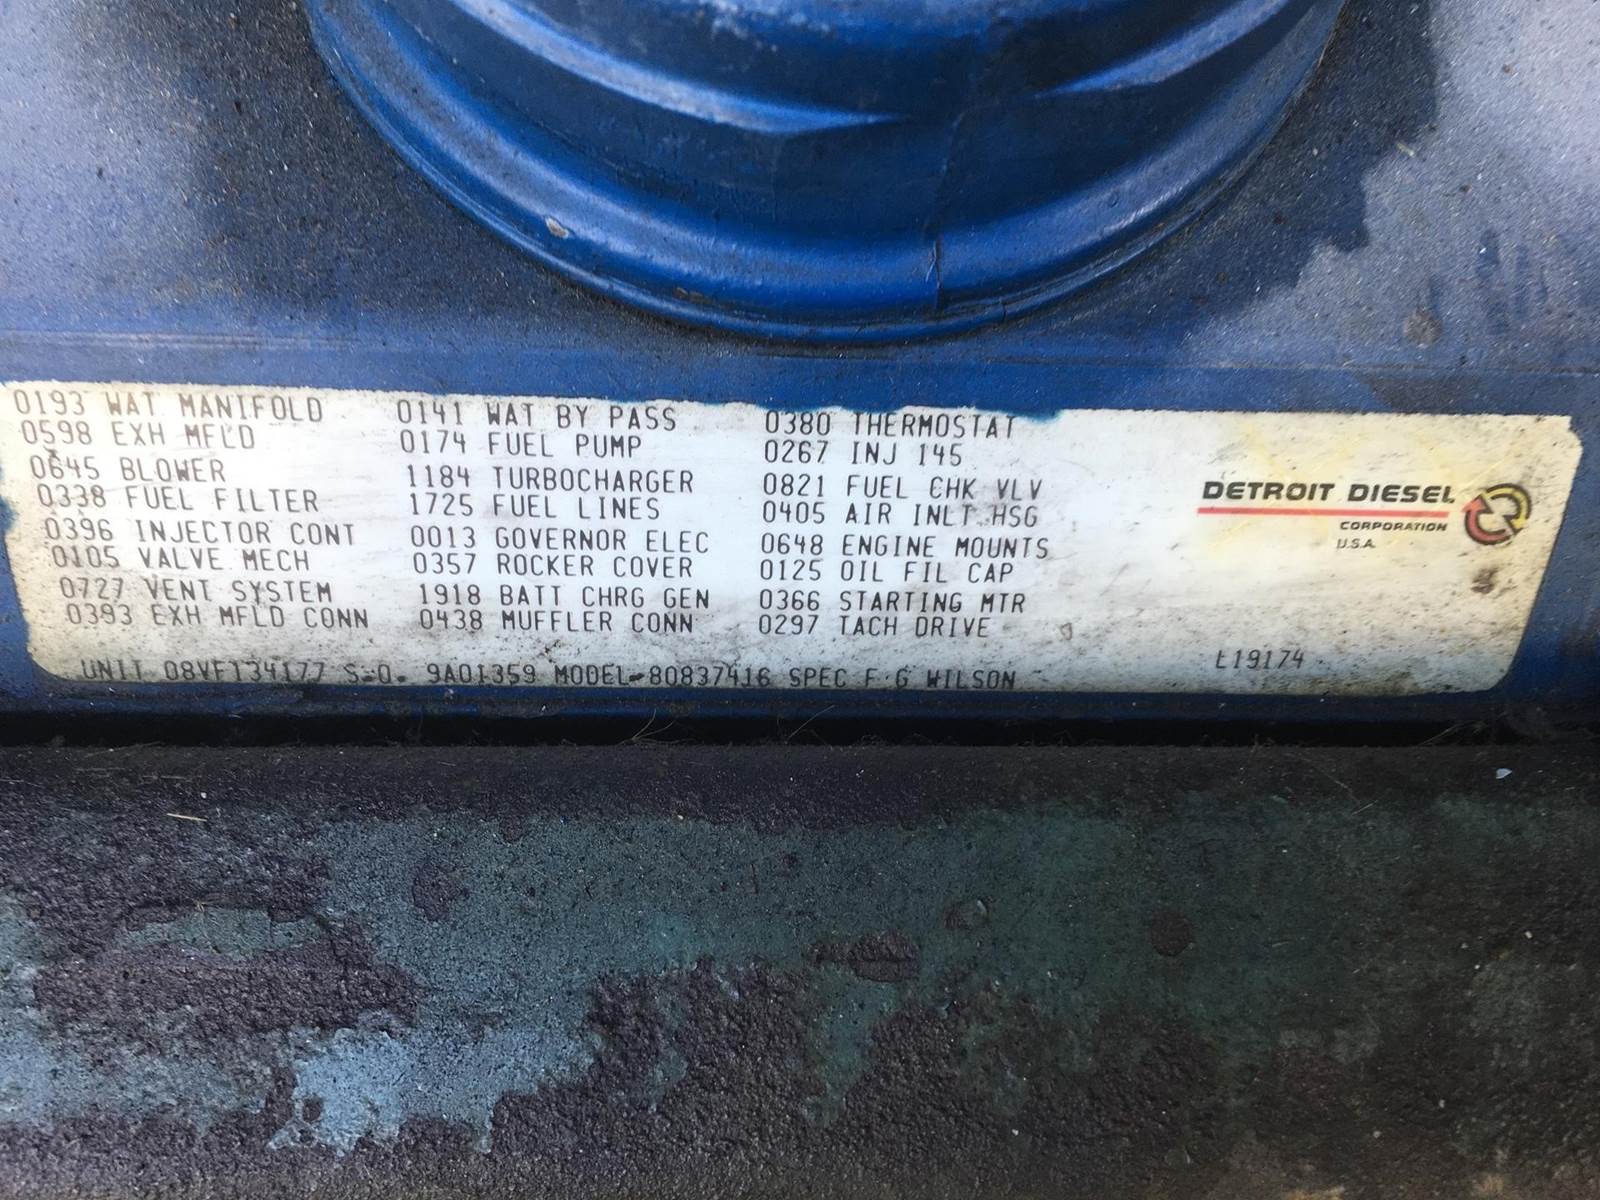 0193 WAT MANIFOLD 0141 WAT BY PASS 0380 THERMOSTAT
0598 EXH MFLD 0174 FUEL PUMP 0267 INJ 145
0645 BLOWER 1184 TURBOCHARGER 0821 FUEL CHK VLV
0338 FUEL FILTER 1725 FUEL LINES 0405 AIR INLT HSG
0396 INJECTOR CONT 0013 GOVERNOR ELEC 0648 ENGINE MOUNTS
0105 VALVE MECH 0357 ROCKER COVER 0125 OIL FIL CAP
0727 VENT SYSTEM 1918 BATT CHRG GEN 0366 STARTING MTR
0393 EXH MFLD CONN 0438 MUFFLER CONN 0297 TACH DRIVE
UNIT 08VF134177 S.O. 9A01359 MODEL-80837416 SPEC F G WILSON
DETROIT DIESEL
CORPORATION
U.S.A.
L19174